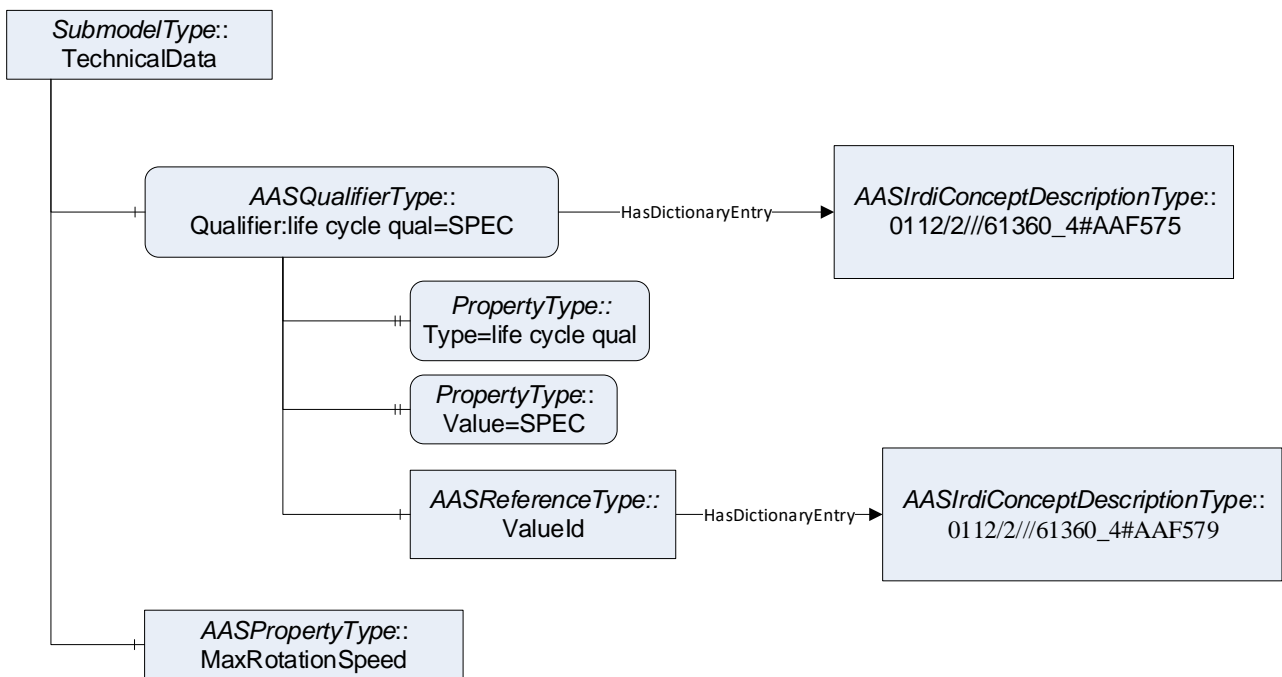 SubmodelType::
TechnicalData
AASQualifierType::
Qualifier:life cycle qual=SPEC
HasDictionaryEntry
AASIrdiConceptDescriptionType::
0112/2///61360_4#AAF575
PropertyType::
Type=life cycle qual
PropertyType::
Value=SPEC
AASReferenceType::
ValueId
HasDictionaryEntry
AASIrdiConceptDescriptionType::
0112/2///61360_4#AAF579
AASPropertyType::
MaxRotationSpeed